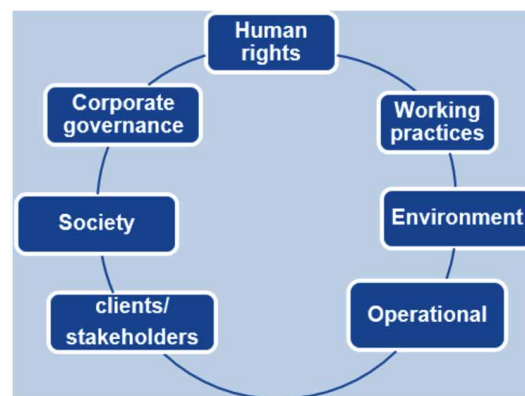 Human
rights
Corporate
governance
Working
practices
Society
Environment
clients/
stakeholders
Operational